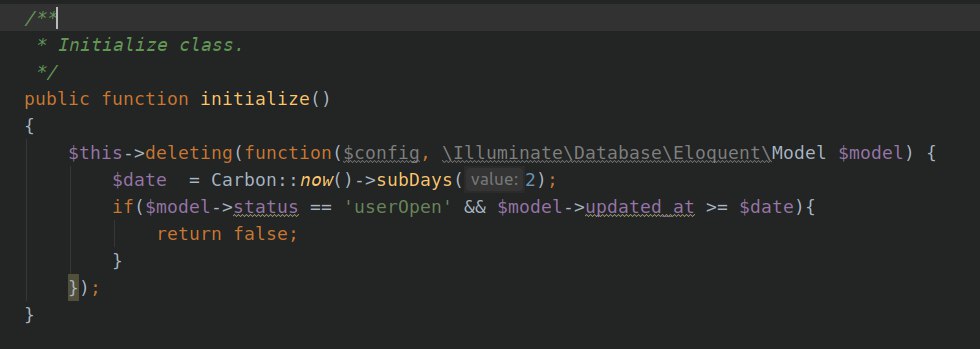 /**
 * Initialize class.
 */
public function initialize()
{
    $this->deleting(function($config, \Illuminate\Database\Eloquent\Model $model) {
        $date  = Carbon::now()->subDays( value: 2);
        if($model->status == 'userOpen' && $model->updated_at >= $date){
            return false;
        }
    });
}